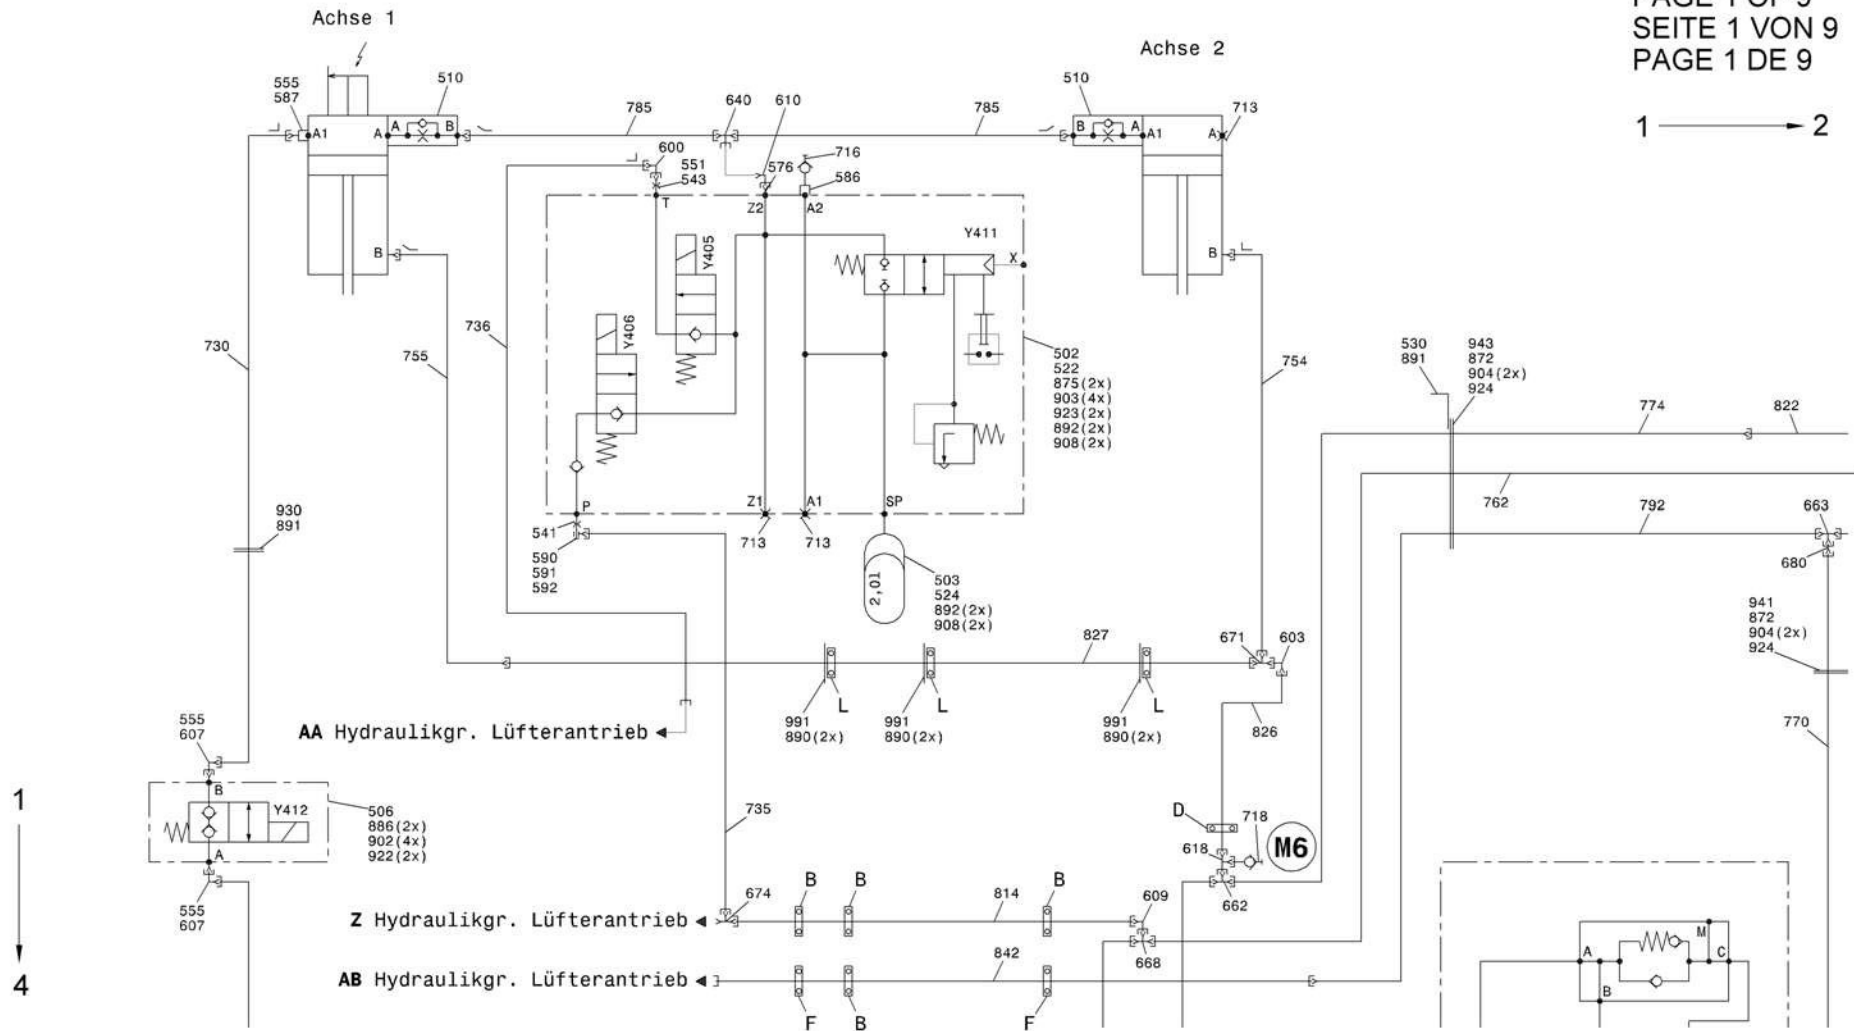 PAGE 1 OF 9
SEITE 1 VON 9
PAGE 1 DE 9
1 2
Achse 1
Achse 2
555
587
510
785
640
610
785
510
713
A1
A
A
B
B
A
A1
A
600
551
543
576
716
586
T
Z2
A2
Y405
Y411
X
B
B
Y406
730
755
736
502
522
875(2x)
903(4x)
923(2x)
892(2x)
908(2x)
754
530
891
943
872
904(2x)
924
774
822
762
792
663
680
930
891
P
Z1
A1
SP
541
590
591
592
713
713
2,0l
503
524
892(2x)
908(2x)
941
872
904(2x)
924
827
671
603
L
L
L
991
890(2x)
991
890(2x)
991
890(2x)
826
770
AA Hydraulikgr. Lüfterantrieb
555
607
B
Y412
A
506
886(2x)
902(4x)
922(2x)
555
607
735
D
718
M6
618
662
1
4
Z Hydraulikgr. Lüfterantrieb
674
B
B
814
B
609
668
AB Hydraulikgr. Lüfterantrieb
842
F
B
F
A
M
C
B